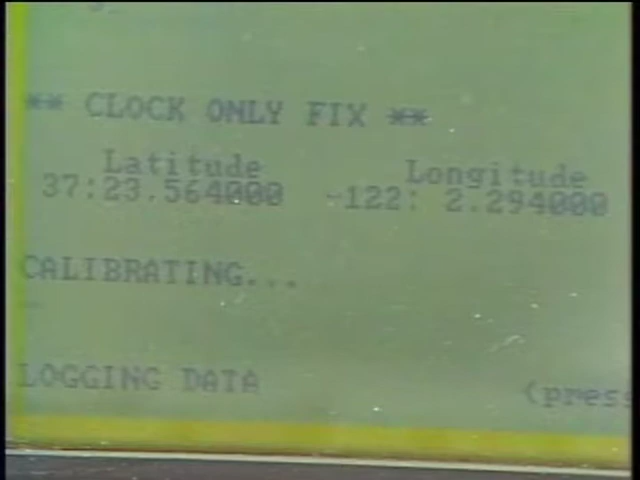 ** CLOCK ONLY FIX **
Latitude Longitude
37:23.564000 -122: 2.294000
CALIBRATING...
LOGGING DATA (press